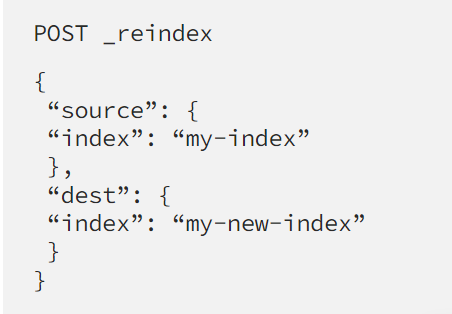 POST _reindex
{
“source”: {
“index”: “my-index”
},
“dest”: {
“index”: “my-new-index”
}
}